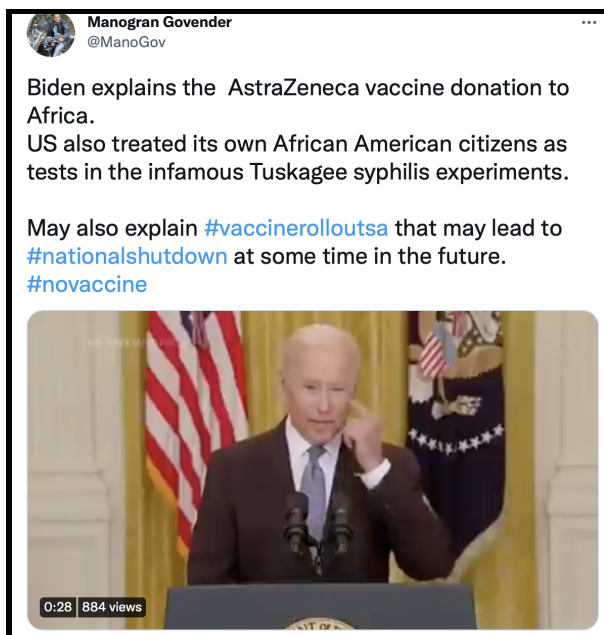 Manogran Govender
@ManoGov
Biden explains the AstraZeneca vaccine donation to
Africa.
US also treated its own African American citizens as
tests in the infamous Tuskagee syphilis experiments.
May also explain #vaccinerolloutsa that may lead to
#nationalshutdown at some time in the future.
#novaccine
0:28 884 views